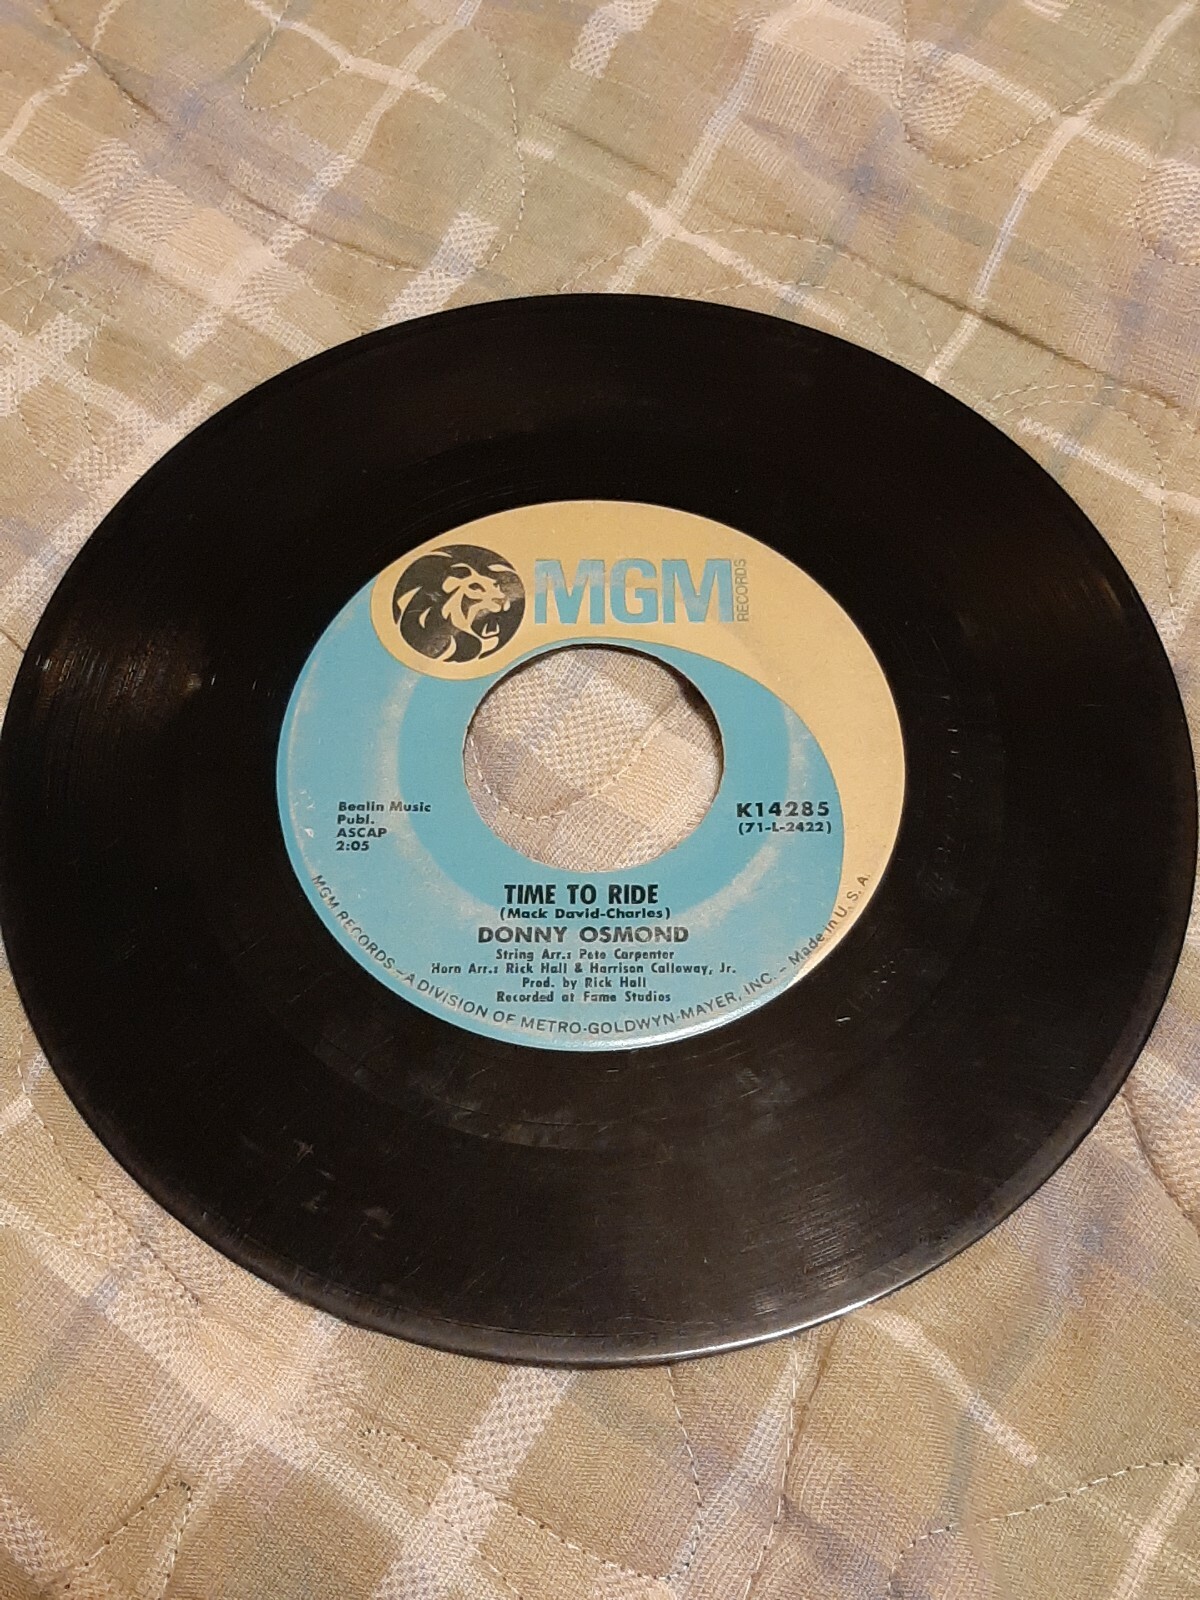 MGM
RECORDS
Bealin Music
Publ.
ASCAP
2:05
K14285
(71-L-2422)
TIME TO RIDE
(Mack David-Charles)
DONNY OSMOND
String Arr.: Pete Carpenter
Horn Arr.: Rick Hall & Harrison Calloway, Jr.
Prod. by Rick Hall
Recorded at Fame Studios
MGM RECORDS – A DIVISION OF METRO-GOLDWYN-MAYER, INC. – Made in U. S. A.